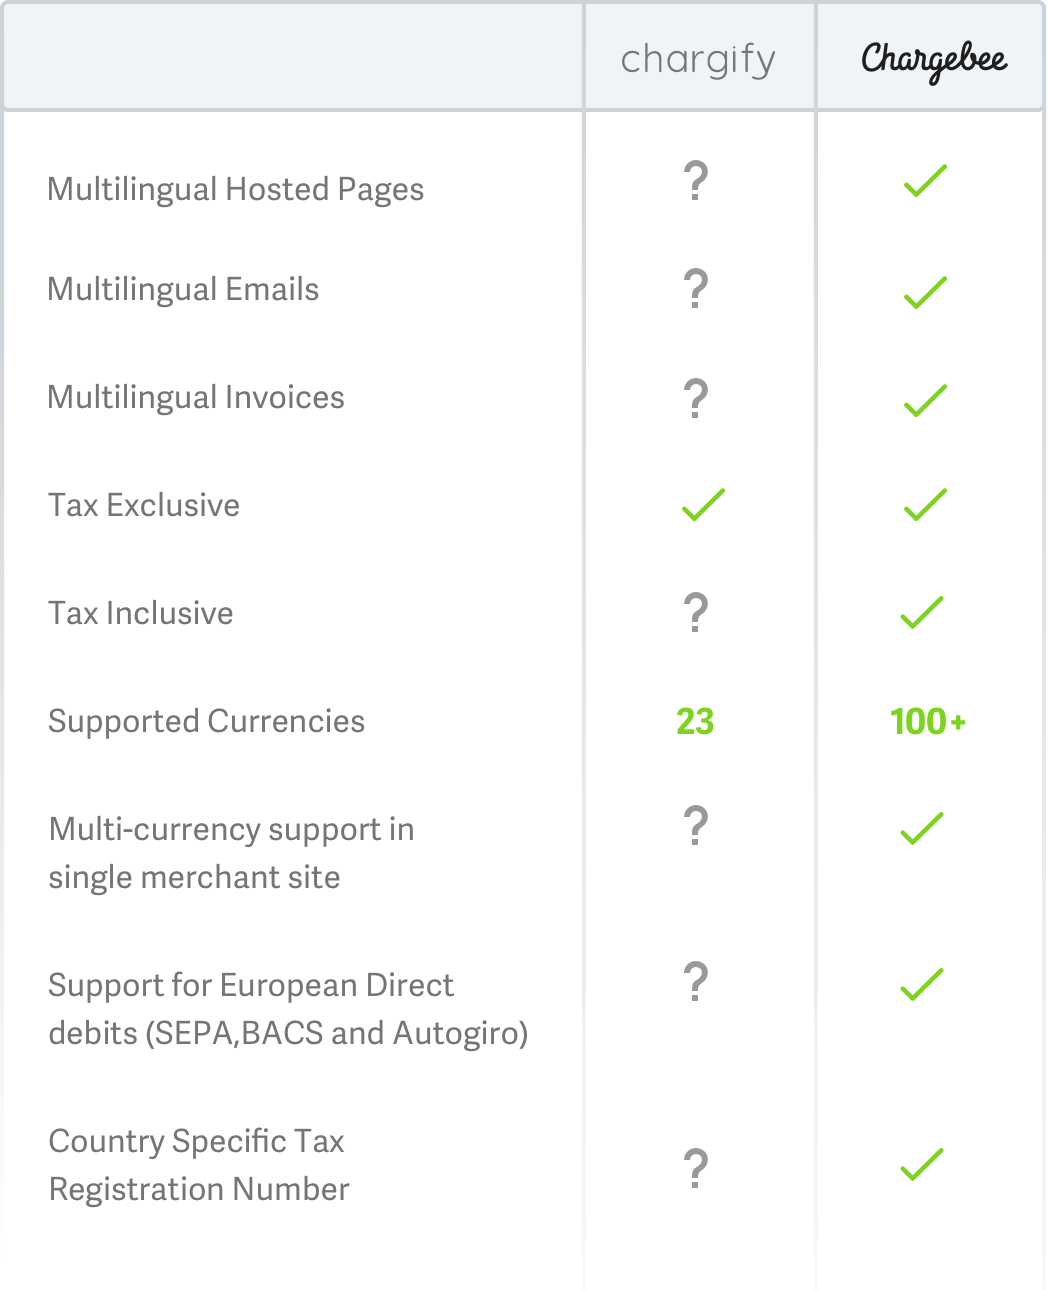 chargify Chargebee
Multilingual Hosted Pages ? ✓
Multilingual Emails ? ✓
Multilingual Invoices ? ✓
Tax Exclusive ✓ ✓
Tax Inclusive ? ✓
Supported Currencies 23 100+
Multi-currency support in ? ✓
single merchant site
Support for European Direct ? ✓
debits (SEPA,BACS and Autogiro)
Country Specific Tax ? ✓
Registration Number